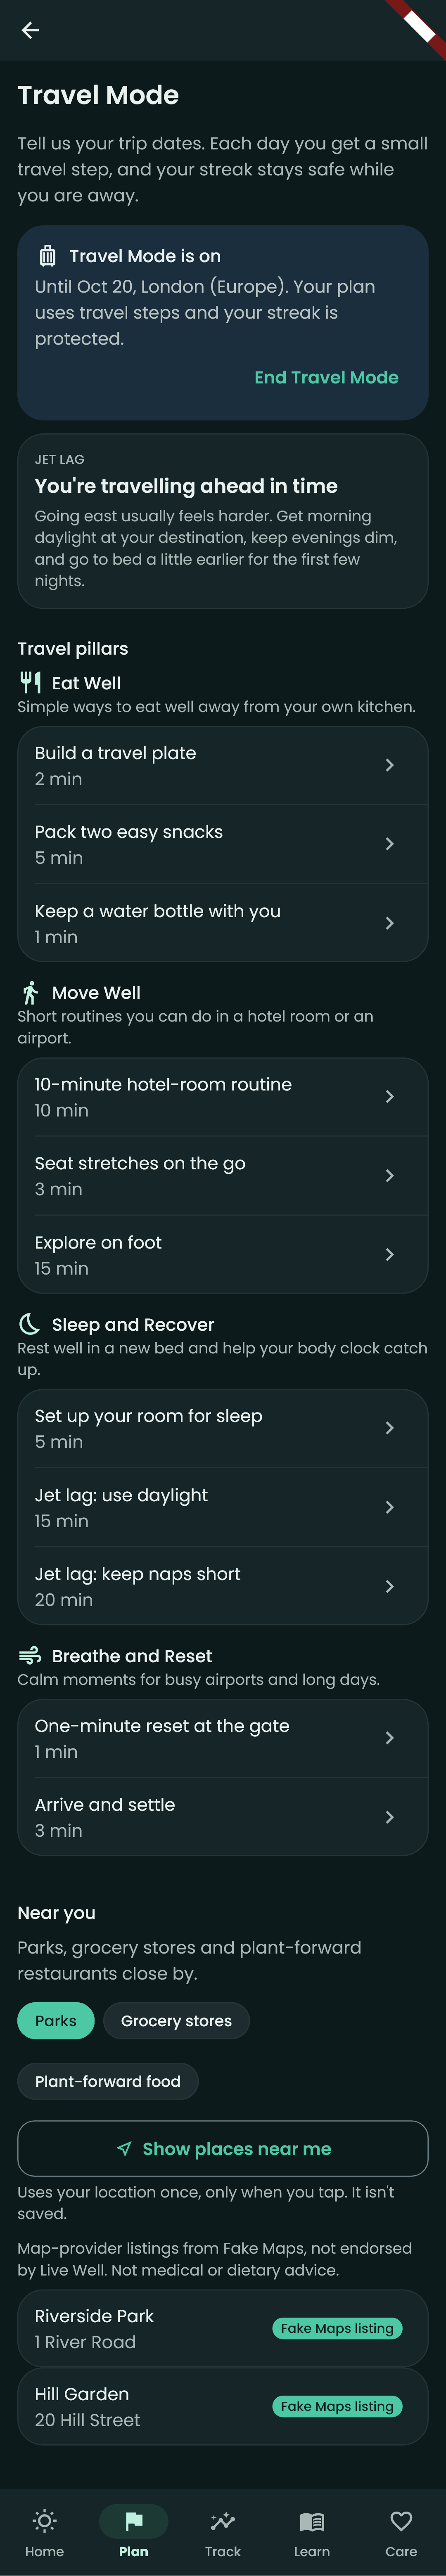 Travel Mode
Tell us your trip dates. Each day you get a small
travel step, and your streak stays safe while
you are away.
Travel Mode is on
Until Oct 20, London (Europe). Your plan
uses travel steps and your streak is
protected.
End Travel Mode
JET LAG
You're travelling ahead in time
Going east usually feels harder. Get morning
daylight at your destination, keep evenings dim,
and go to bed a little earlier for the first few
nights.
Travel pillars
Eat Well
Simple ways to eat well away from your own kitchen.
Build a travel plate
2 min
Pack two easy snacks
5 min
Keep a water bottle with you
1 min
Move Well
Short routines you can do in a hotel room or an
airport.
10-minute hotel-room routine
10 min
Seat stretches on the go
3 min
Explore on foot
15 min
Sleep and Recover
Rest well in a new bed and help your body clock catch
up.
Set up your room for sleep
5 min
Jet lag: use daylight
15 min
Jet lag: keep naps short
20 min
Breathe and Reset
Calm moments for busy airports and long days.
One-minute reset at the gate
1 min
Arrive and settle
3 min
Near you
Parks, grocery stores and plant-forward
restaurants close by.
Parks
Grocery stores
Plant-forward food
Show places near me
Uses your location once, only when you tap. It isn't
saved.
Map-provider listings from Fake Maps, not endorsed
by Live Well. Not medical or dietary advice.
Riverside Park
1 River Road
Fake Maps listing
Hill Garden
20 Hill Street
Fake Maps listing
Home
Plan
Track
Learn
Care